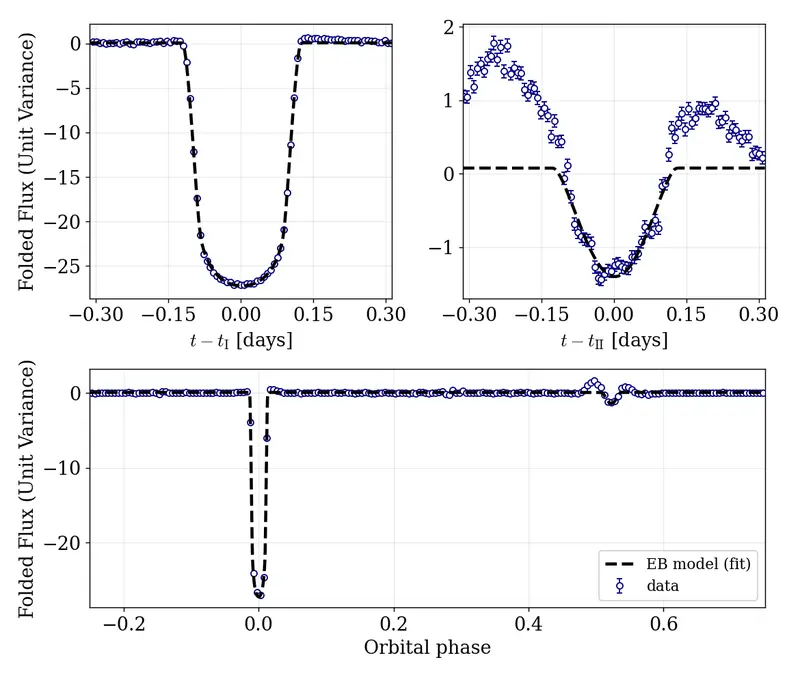 Folded Flux (Unit Variance)
0
−5
−10
−15
−20
−25
−0.30 −0.15 0.00 0.15 0.30
t − t_I [days]
2
1
0
−1
−0.30 −0.15 0.00 0.15 0.30
t − t_II [days]
Folded Flux (Unit Variance)
0
−10
−20
EB model (fit)
data
−0.2 0.0 0.2 0.4 0.6
Orbital phase